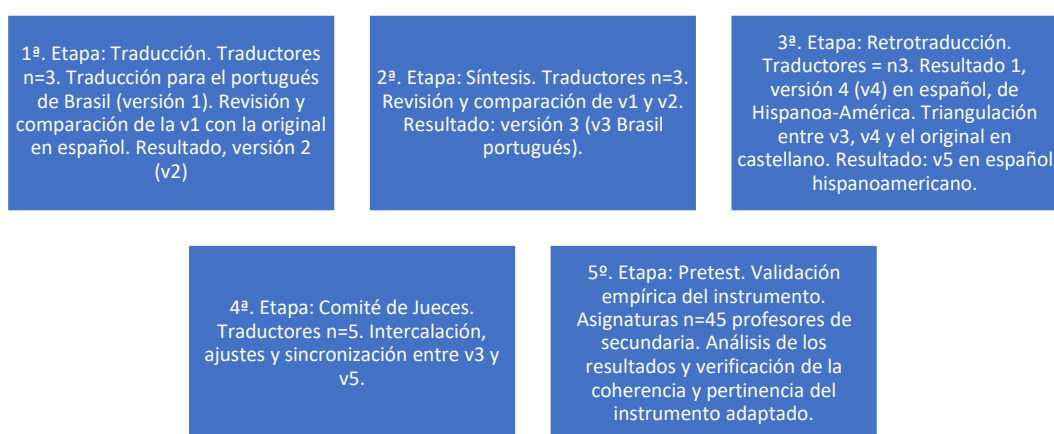 1ª. Etapa: Traducción. Traductores
n=3. Traducción para el portugués
de Brasil (versión 1). Revisión y
comparación de la v1 con la original
en español. Resultado, versión 2
(v2)
2ª. Etapa: Síntesis. Traductores n=3.
Revisión y comparación de v1 y v2.
Resultado: versión 3 (v3 Brasil
portugués).
3ª. Etapa: Retrotraducción.
Traductores = n3. Resultado 1,
versión 4 (v4) en español, de
Hispanoa-América. Triangulación
entre v3, v4 y el original en
castellano. Resultado: v5 en español
hispanoamericano.
4ª. Etapa: Comité de Jueces.
Traductores n=5. Intercalación,
ajustes y sincronización entre v3 y
v5.
5º. Etapa: Pretest. Validación
empírica del instrumento.
Asignaturas n=45 profesores de
secundaria. Análisis de los
resultados y verificación de la
coherencia y pertinencia del
instrumento adaptado.